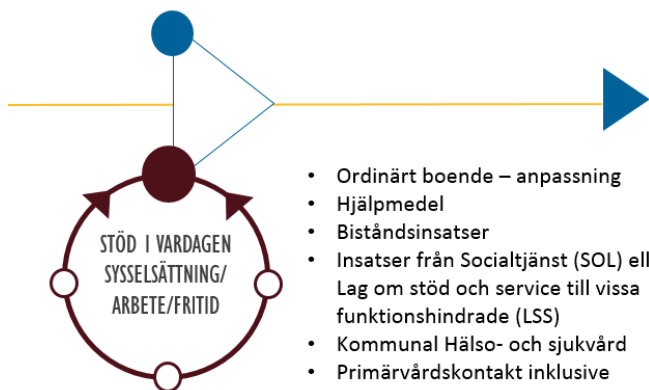 STÖD I VARDAGEN
SYSSELSÄTTNING/
ARBETE/FRITID
• Ordinärt boende – anpassning
• Hjälpmedel
• Biståndsinsatser
• Insatser från Socialtjänst (SOL) ell
Lag om stöd och service till vissa
funktionshindrade (LSS)
• Kommunal Hälso- och sjukvård
• Primärvårdskontakt inklusive